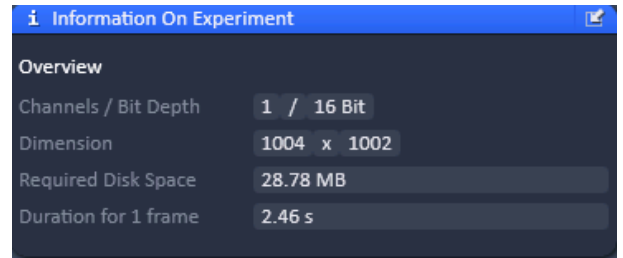 i Information On Experiment
Overview
Channels / Bit Depth 1 / 16 Bit
Dimension 1004 x 1002
Required Disk Space 28.78 MB
Duration for 1 frame 2.46 s